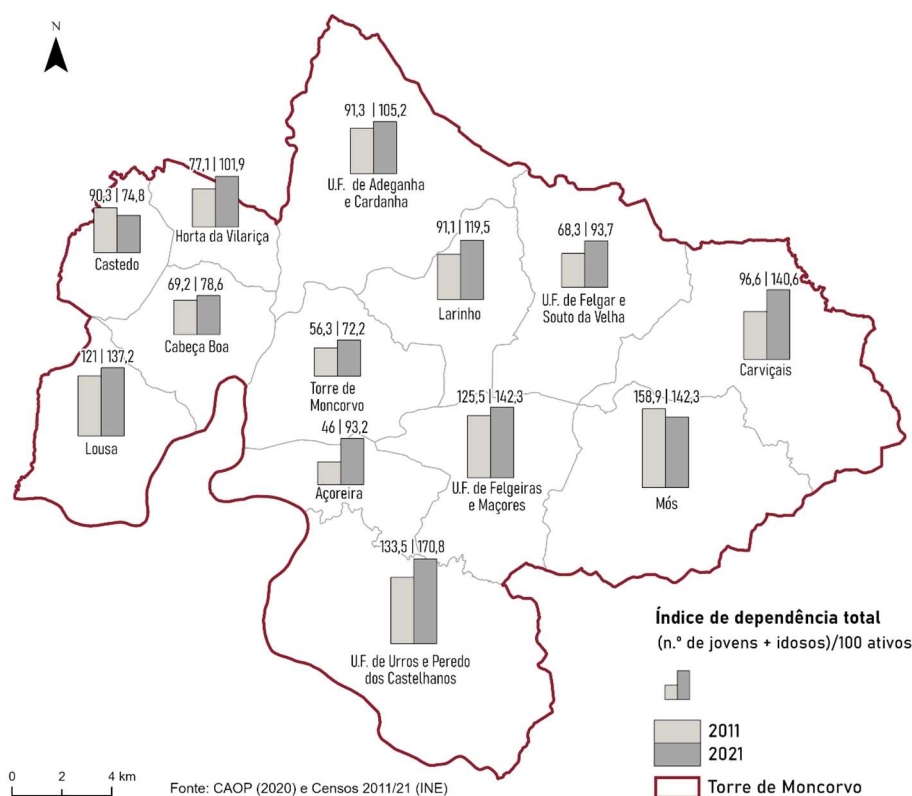 N
91,3 | 105,2
U.F. de Adeganha
e Cardanha
77,1 | 101,9
Horta da Vilariça
90,3 | 74,8
Castedo
91,1 | 119,5
Larinho
68,3 | 93,7
U.F. de Felgar e
Souto da Velha
96,6 | 140,6
Carviçais
69,2 | 78,6
Cabeça Boa
56,3 | 72,2
Torre de
Moncorvo
121 | 137,2
Lousa
125,5 | 142,3
U.F. de Felgeiras
e Maçores
158,9 | 142,3
Mós
46 | 93,2
Açoreira
133,5 | 170,8
U.F. de Urros e Peredo
dos Castelhanos
Índice de dependência total
(n.º de jovens + idosos)/100 ativos
2011
2021
Torre de Moncorvo
0 2 4 km
Fonte: CAOP (2020) e Censos 2011/21 (INE)